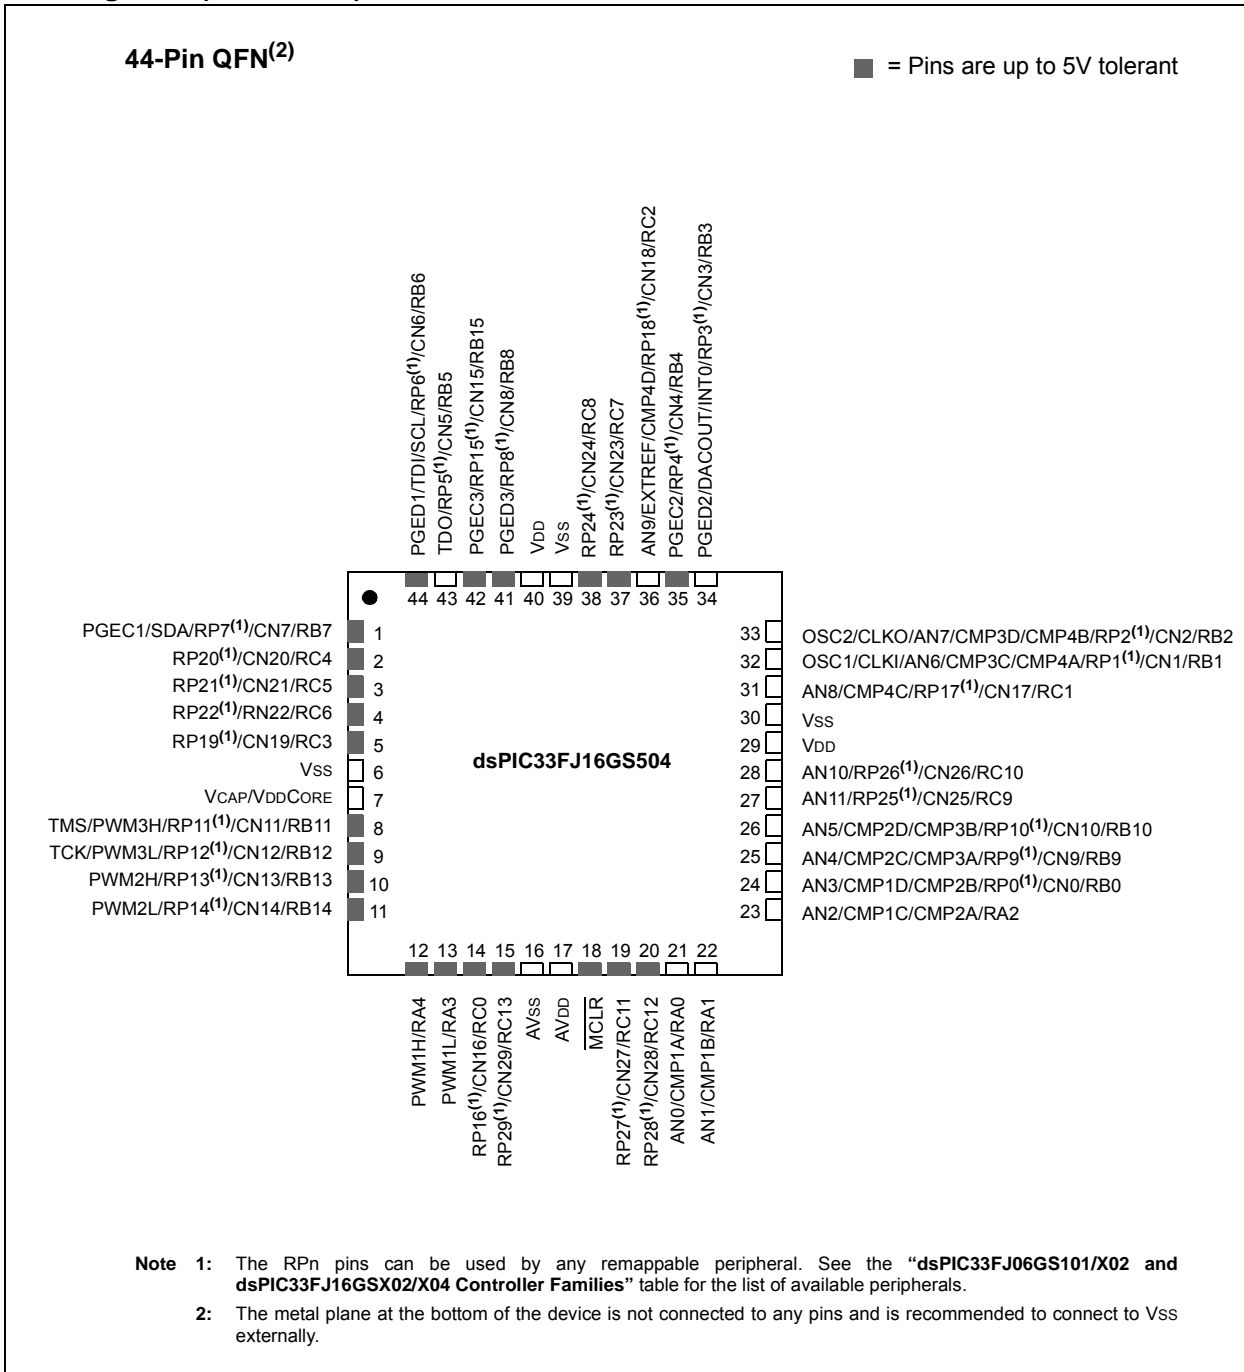 44-Pin QFN(2)
= Pins are up to 5V tolerant
PGED1/TDI/SCL/RP6(1)/CN6/RB6
TDO/RP5(1)/CN5/RB5
PGEC3/RP15(1)/CN15/RB15
PGED3/RP8(1)/CN8/RB8
VDD
VSS
RP24(1)/CN24/RC8
RP23(1)/CN23/RC7
AN9/EXTREF/CMP4D/RP18(1)/CN18/RC2
PGEC2/RP4(1)/CN4/RB4
PGED2/DACOUT/INT0/RP3(1)/CN3/RB3
44 43 42 41 40 39 38 37 36 35 34
PGEC1/SDA/RP7(1)/CN7/RB7 1
RP20(1)/CN20/RC4 2
RP21(1)/CN21/RC5 3
RP22(1)/RN22/RC6 4
RP19(1)/CN19/RC3 5
VSS 6
VCAP/VDDCORE 7
TMS/PWM3H/RP11(1)/CN11/RB11 8
TCK/PWM3L/RP12(1)/CN12/RB12 9
PWM2H/RP13(1)/CN13/RB13 10
PWM2L/RP14(1)/CN14/RB14 11
dsPIC33FJ16GS504
33 OSC2/CLKO/AN7/CMP3D/CMP4B/RP2(1)/CN2/RB2
32 OSC1/CLKI/AN6/CMP3C/CMP4A/RP1(1)/CN1/RB1
31 AN8/CMP4C/RP17(1)/CN17/RC1
30 VSS
29 VDD
28 AN10/RP26(1)/CN26/RC10
27 AN11/RP25(1)/CN25/RC9
26 AN5/CMP2D/CMP3B/RP10(1)/CN10/RB10
25 AN4/CMP2C/CMP3A/RP9(1)/CN9/RB9
24 AN3/CMP1D/CMP2B/RP0(1)/CN0/RB0
23 AN2/CMP1C/CMP2A/RA2
12 13 14 15 16 17 18 19 20 21 22
PWM1H/RA4
PWM1L/RA3
RP16(1)/CN16/RC0
RP29(1)/CN29/RC13
AVSS
AVDD
MCLR
RP27(1)/CN27/RC11
RP28(1)/CN28/RC12
AN0/CMP1A/RA0
AN1/CMP1B/RA1
Note 1: The RPn pins can be used by any remappable peripheral. See the "dsPIC33FJ06GS101/X02 and
dsPIC33FJ16GSX02/X04 Controller Families" table for the list of available peripherals.
2: The metal plane at the bottom of the device is not connected to any pins and is recommended to connect to VSS
externally.